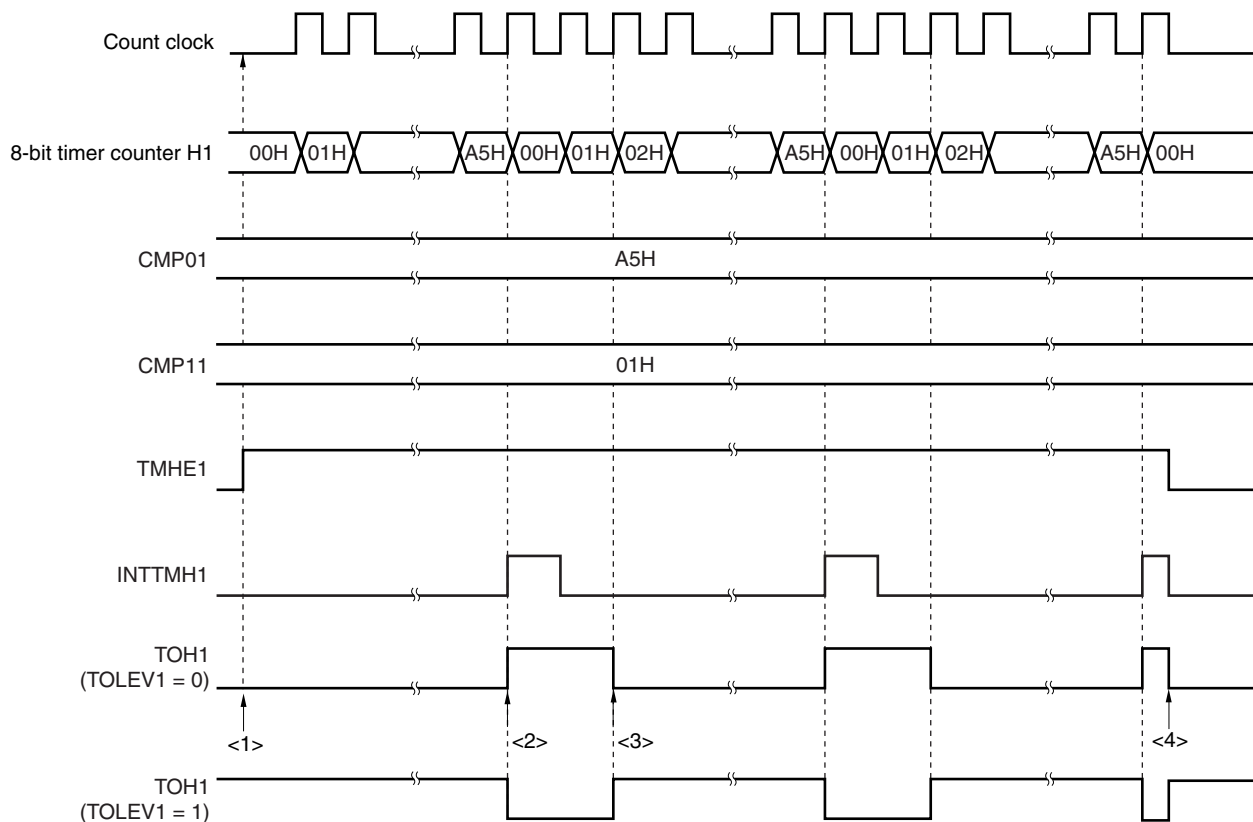 Count clock
8-bit timer counter H1 00H 01H A5H 00H 01H 02H A5H 00H 01H 02H A5H 00H
CMP01 A5H
CMP11 01H
TMHE1
INTTMH1
TOH1
(TOLEV1 = 0)
<1> <2> <3> <4>
TOH1
(TOLEV1 = 1)